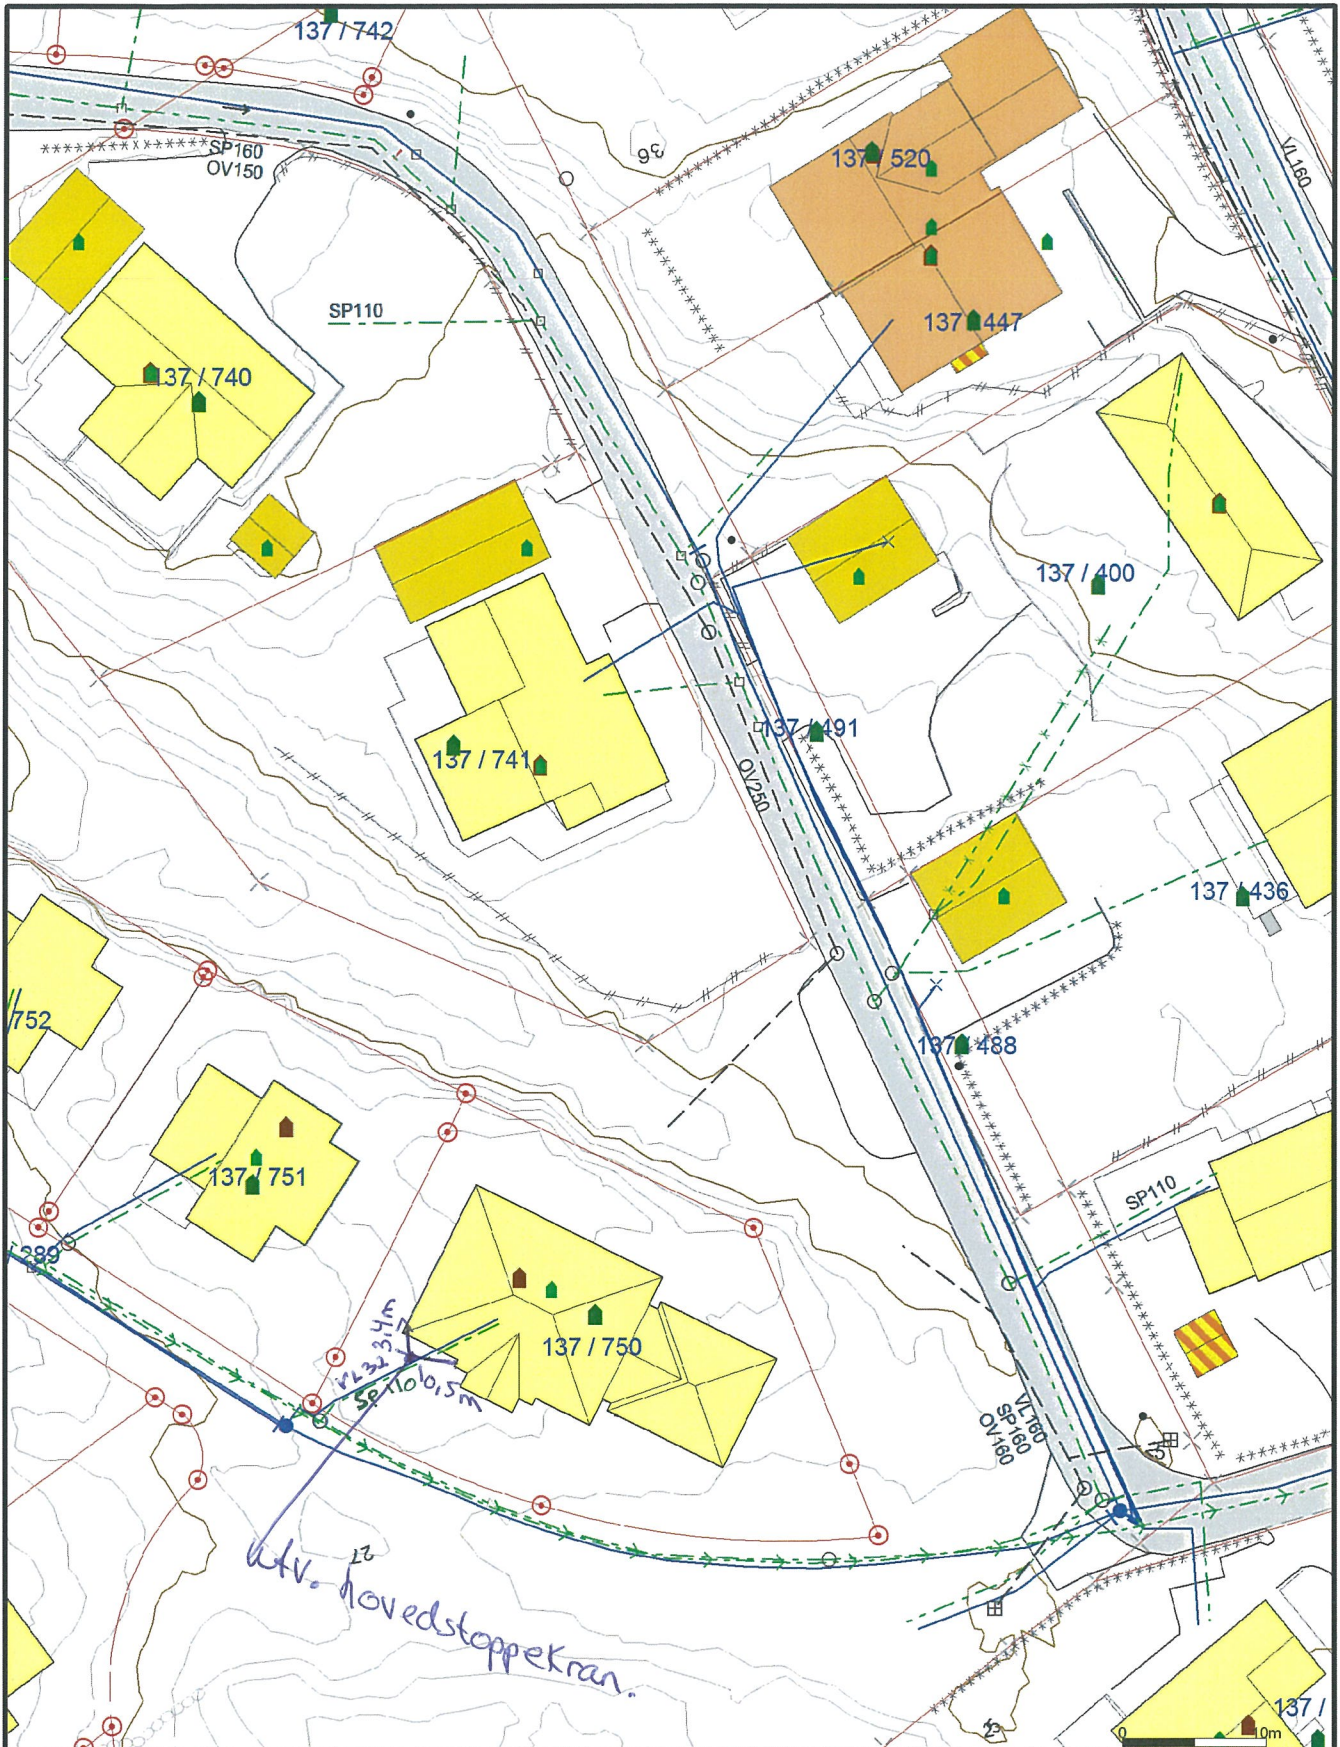 137 / 742
SP160
OV150
36
137 / 520
VL160
SP110
137 / 447
137 / 740
137 / 400
137 / 491
137 / 741
OV250
137 / 436
752
137 / 488
137 / 751
SP110
289
137 / 750
3,4m
VL32
SP110
0,5m
VL160
SP160
OV160
27
Utv. hovedstoppekran.
137 /
0
10m